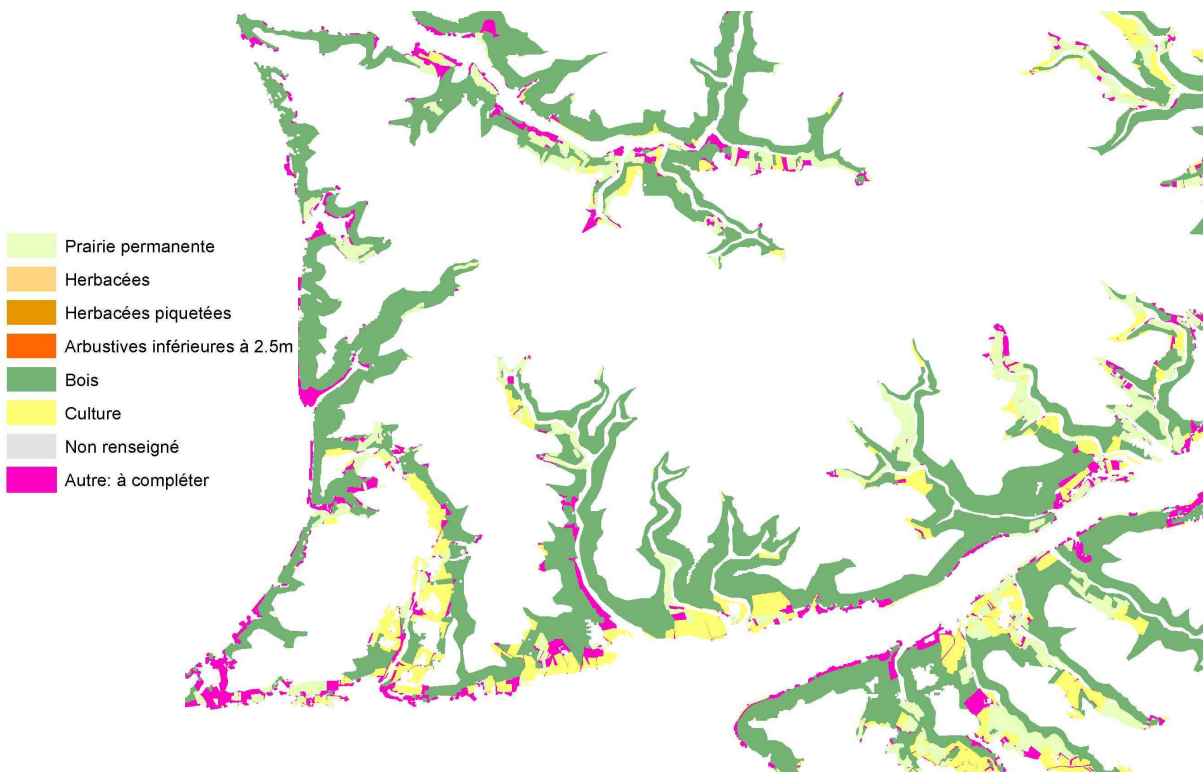 Prairie permanente
Herbacées
Herbacées piquetées
Arbustives inférieures à 2.5m
Bois
Culture
Non renseigné
Autre: à compléter